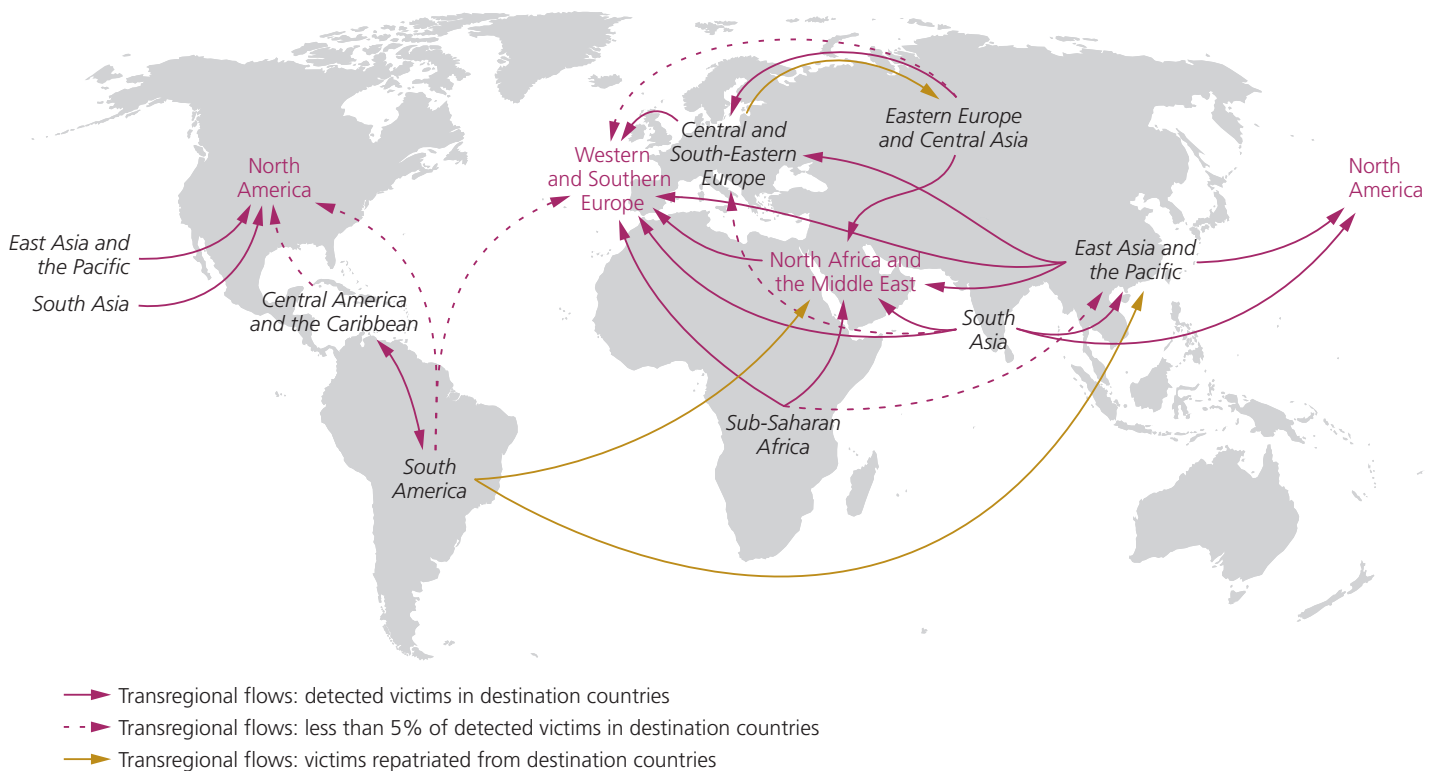 North
America
East Asia and
the Pacific
South Asia
Central America
and the Caribbean
South
America
Western
and Southern
Europe
Central and
South-Eastern
Europe
Eastern Europe
and Central Asia
North Africa and
the Middle East
Sub-Saharan
Africa
South
Asia
East Asia and
the Pacific
North
America
Transregional flows: detected victims in destination countries
Transregional flows: less than 5% of detected victims in destination countries
Transregional flows: victims repatriated from destination countries